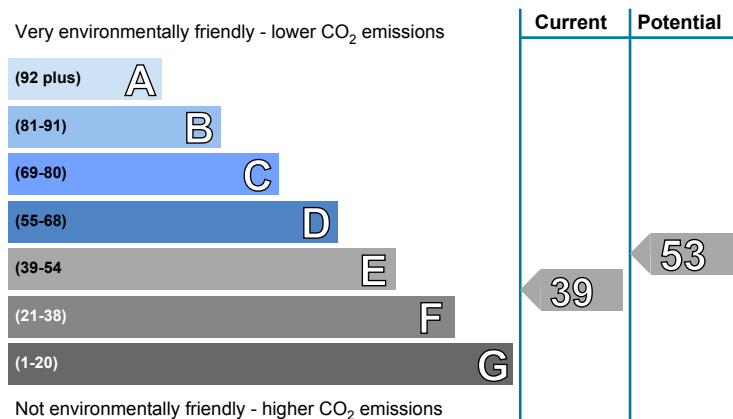 Current Potential
Very environmentally friendly - lower CO2 emissions
(92 plus) A
(81-91) B
(69-80) C
(55-68) D
(39-54 E
(21-38) F
(1-20) G
39
53
Not environmentally friendly - higher CO2 emissions